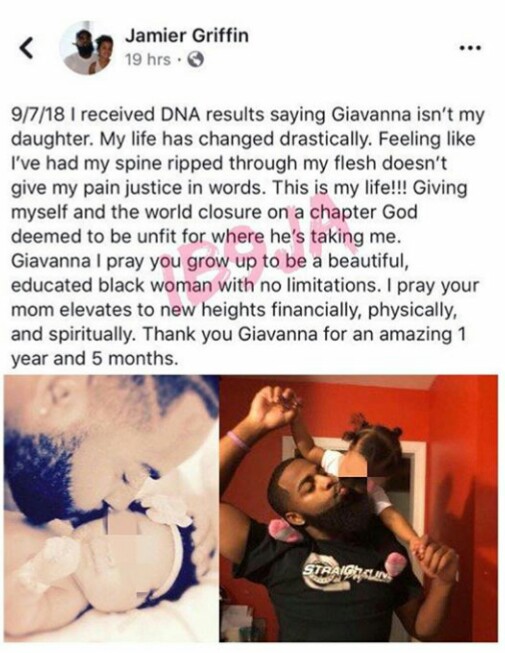 Jamier Griffin
19 hrs ·
9/7/18 I received DNA results saying Giavanna isn't my
daughter. My life has changed drastically. Feeling like
I've had my spine ripped through my flesh doesn't
give my pain justice in words. This is my life!!! Giving
myself and the world closure on a chapter God
deemed to be unfit for where he's taking me.
Giavanna I pray you grow up to be a beautiful,
educated black woman with no limitations. I pray your
mom elevates to new heights financially, physically,
and spiritually. Thank you Giavanna for an amazing 1
year and 5 months.
IB9JA